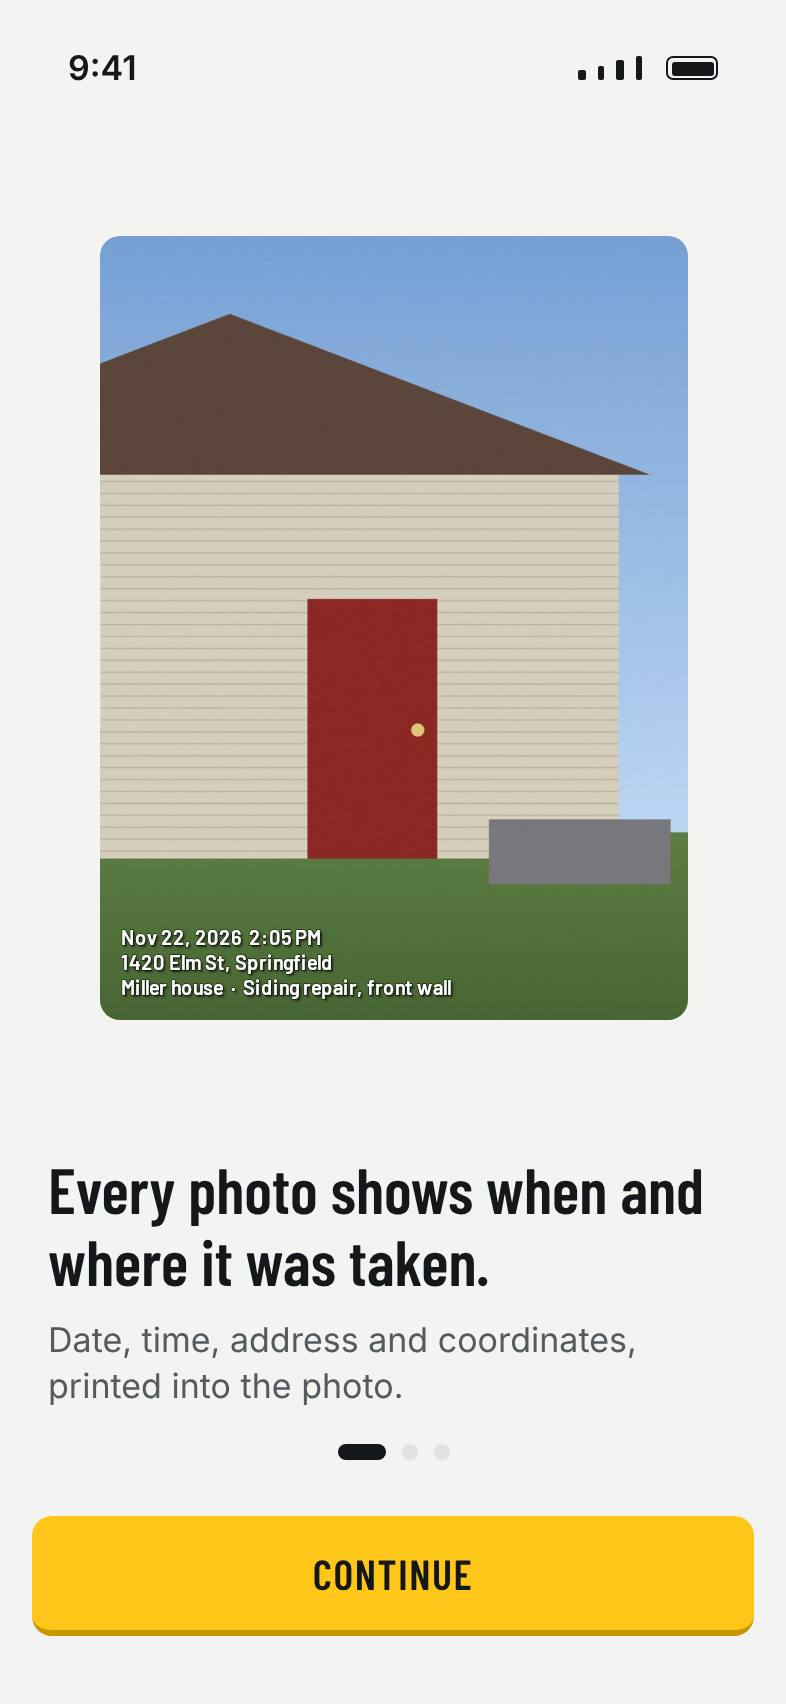 9:41
Nov 22, 2026 2:05 PM
1420 Elm St, Springfield
Miller house · Siding repair, front wall
Every photo shows when and
where it was taken.
Date, time, address and coordinates,
printed into the photo.
CONTINUE